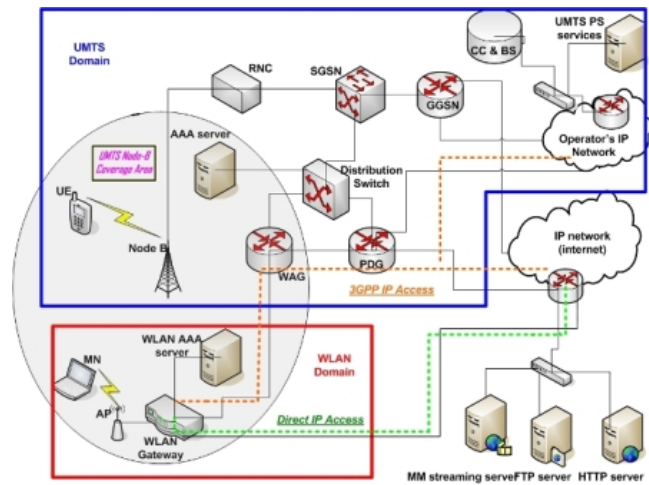 UMTS
Domain
RNC
SGSN
GGSN
CC & BS
UMTS PS
services
Operator's IP
Network
AAA server
UMTS Node-B
Coverage Area
UE
Node B
Distribution
Switch
WAG
PDG
3GPP IP Access
IP network
(internet)
WLAN AAA
server
WLAN
Domain
MN
AP
WLAN
Gateway
Direct IP Access
MM streaming serve
FTP server
HTTP server